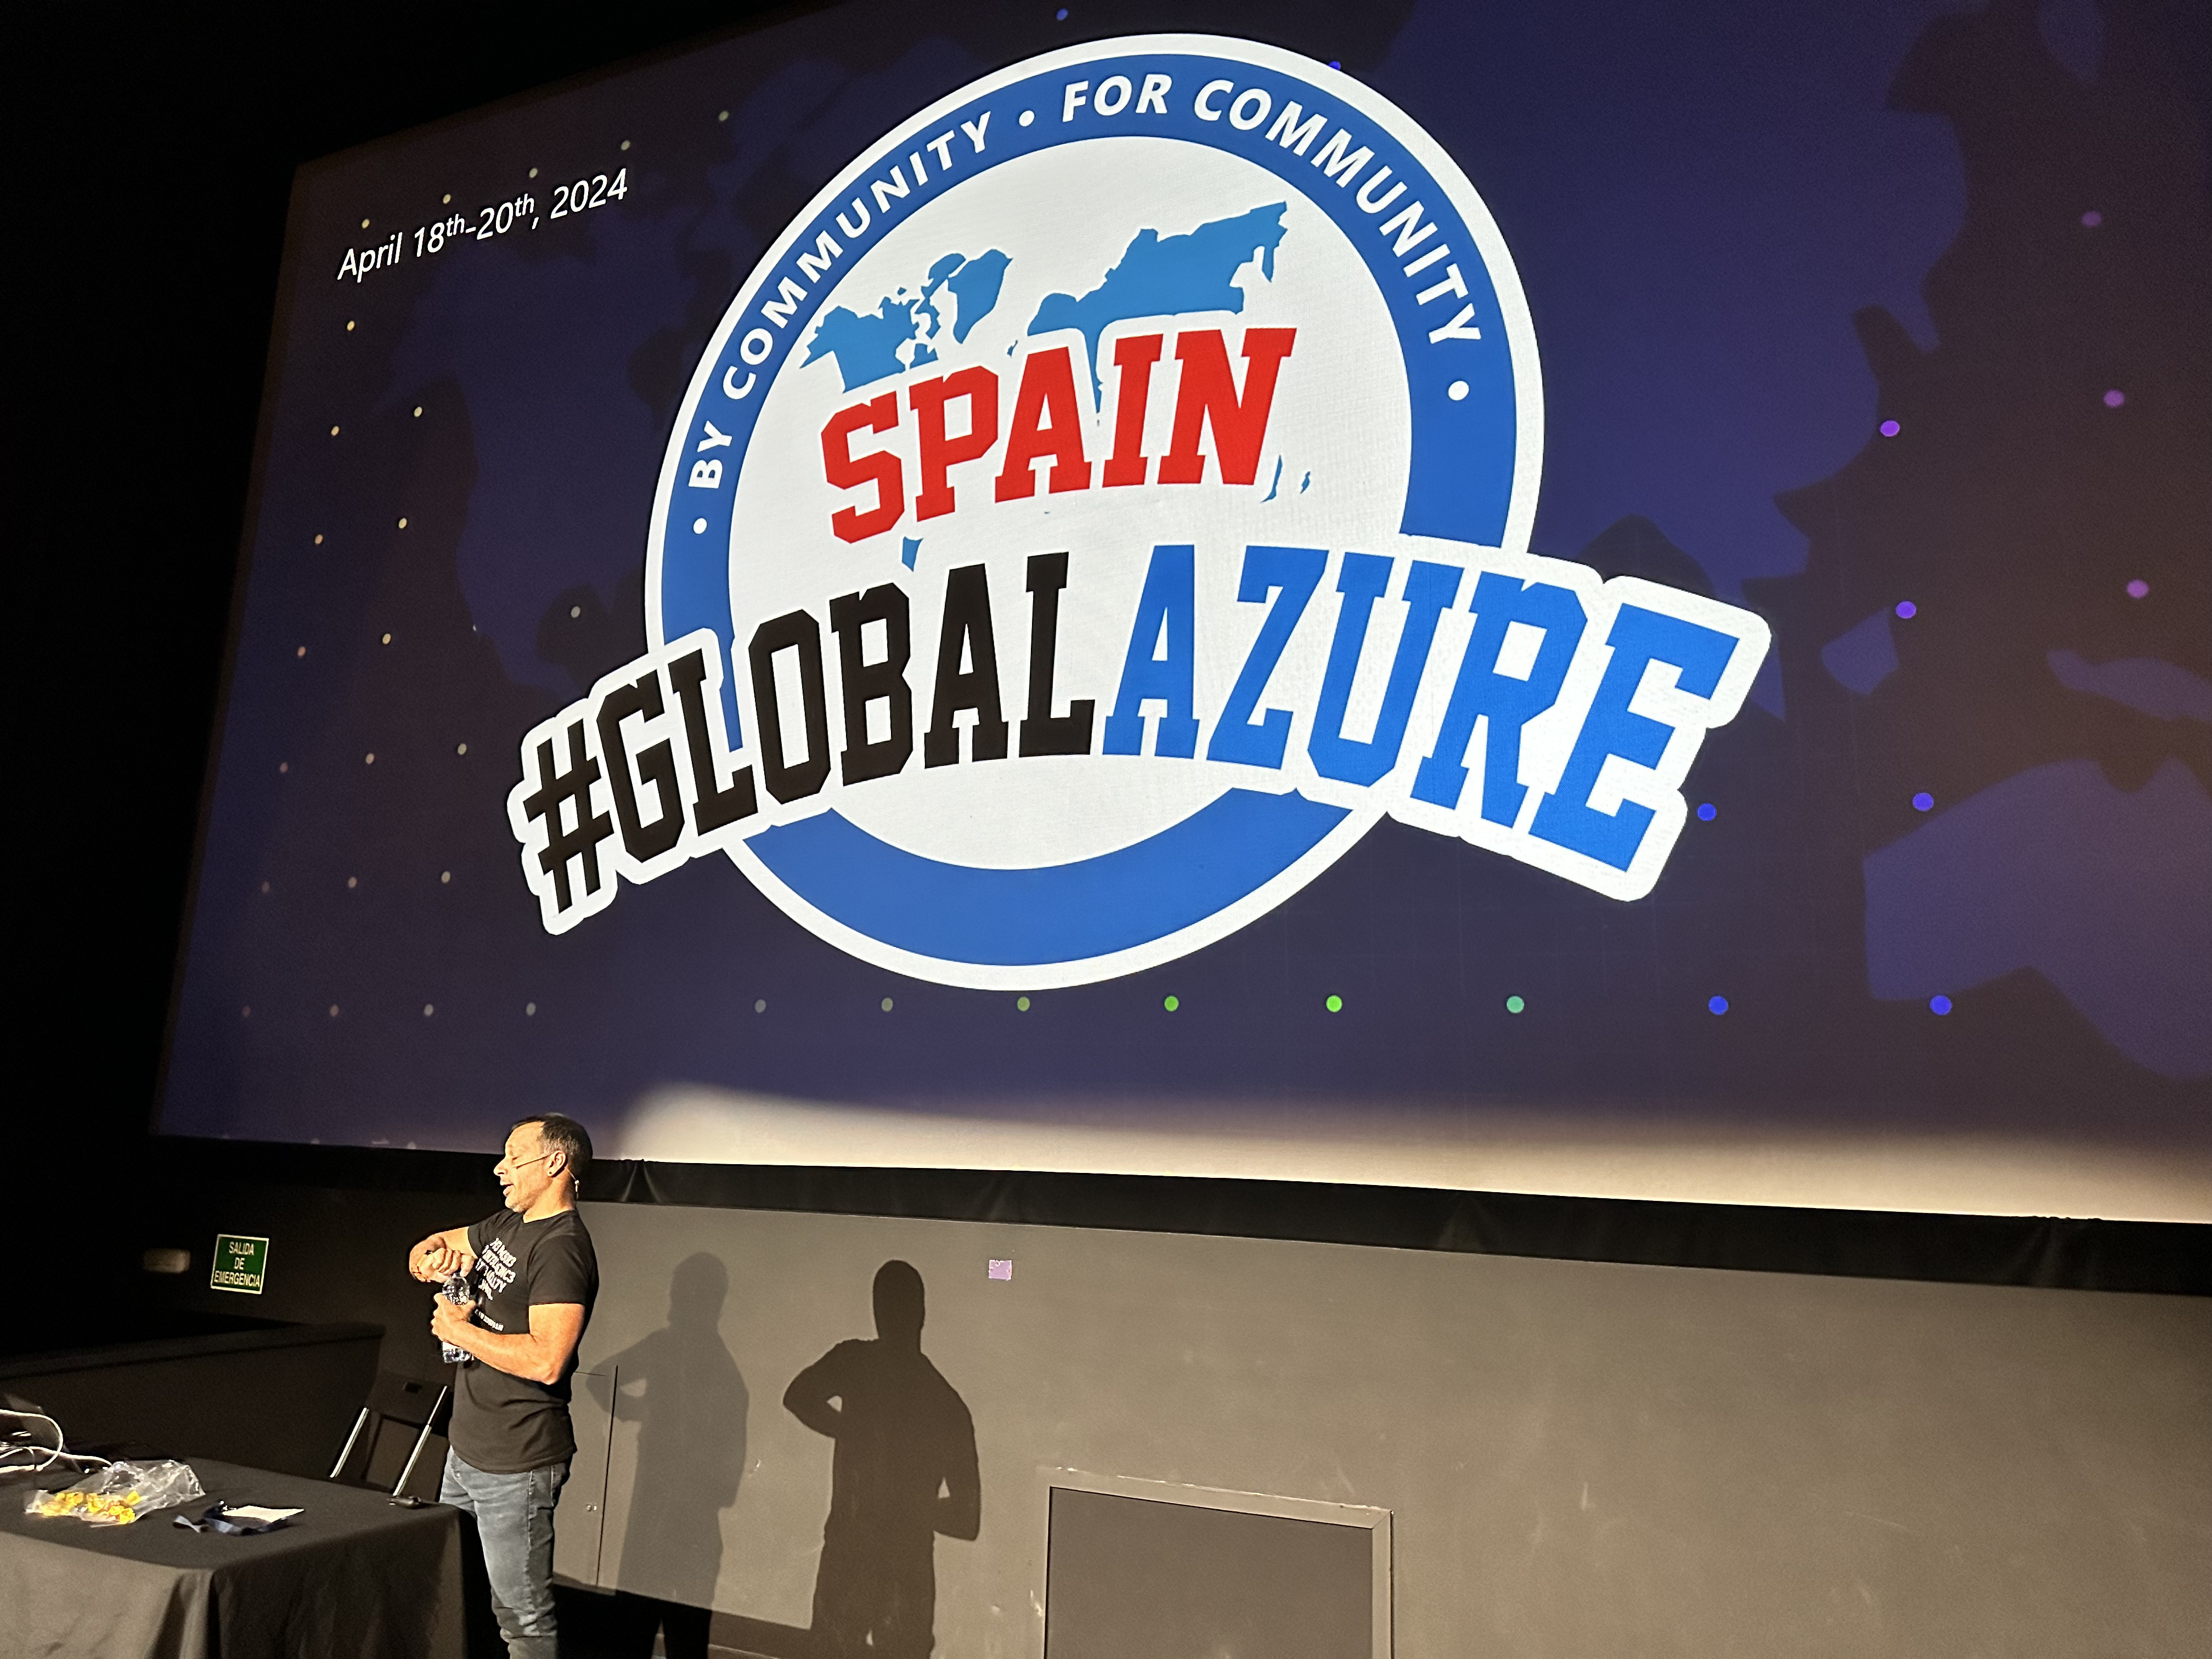 April 18th-20th, 2024
• BY COMMUNITY • FOR COMMUNITY •
SPAIN
#GLOBALAZURE
SALIDA
DE
EMERGENCIA